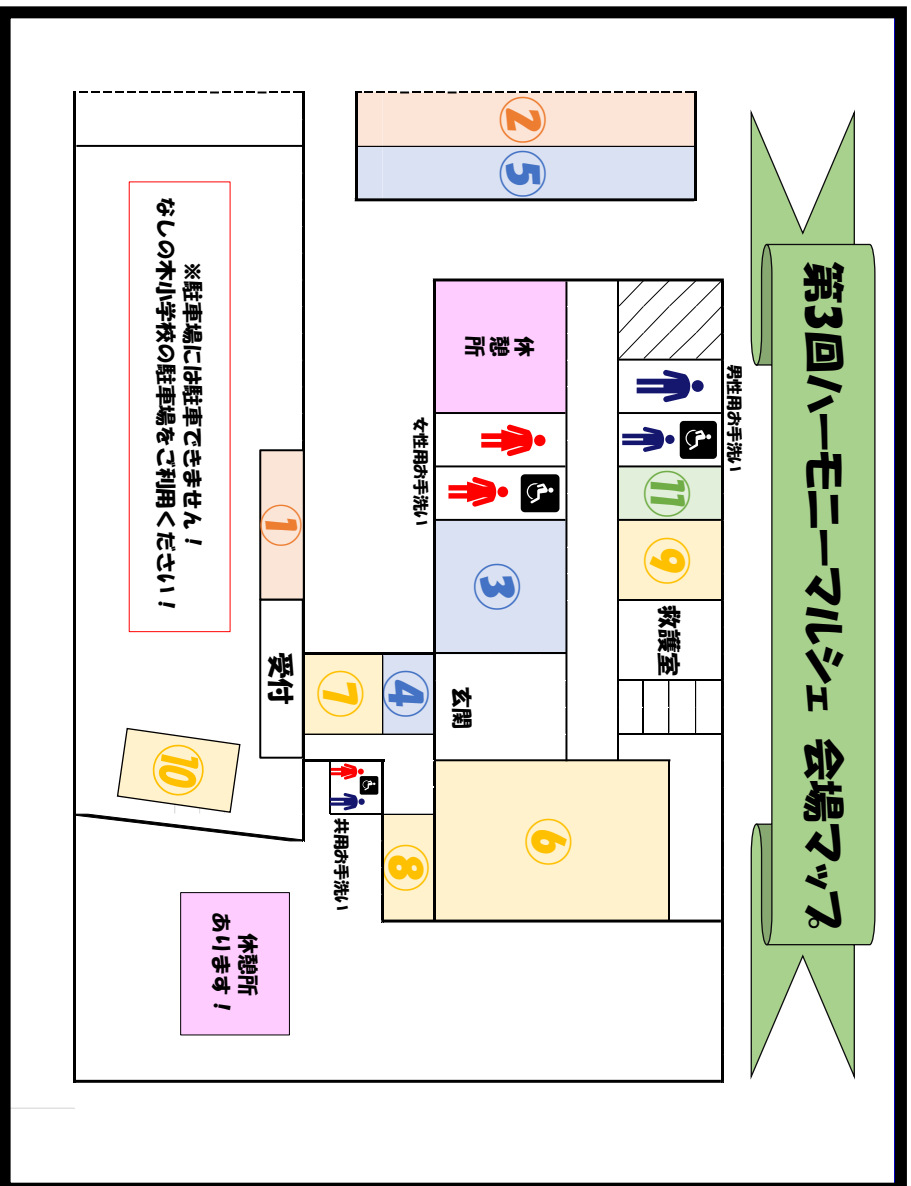 第3回ハーモニーマルシェ 会場マップ
男性用お手洗い
⑪
⑨
救護室
②
⑤
休憩
所
③
玄関
⑥
女性用お手洗い
④
⑧
⑦
共用お手洗い
①
受付
※駐車場には駐車できません！
なしの木小学校の駐車場をご利用ください！
⑩
休憩所
あります！